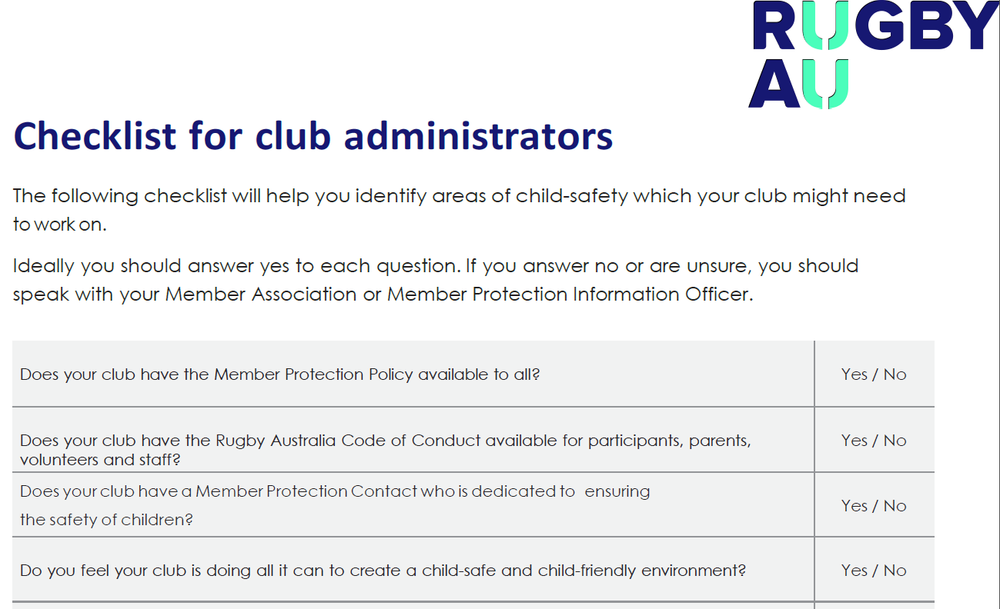 RUGBY
AU
Checklist for club administrators
The following checklist will help you identify areas of child-safety which your club might need
to work on.
Ideally you should answer yes to each question. If you answer no or are unsure, you should
speak with your Member Association or Member Protection Information Officer.
Does your club have the Member Protection Policy available to all?
Yes / No
Does your club have the Rugby Australia Code of Conduct available for participants, parents,
volunteers and staff?
Yes / No
Does your club have a Member Protection Contact who is dedicated to ensuring
the safety of children?
Yes / No
Do you feel your club is doing all it can to create a child-safe and child-friendly environment?
Yes / No